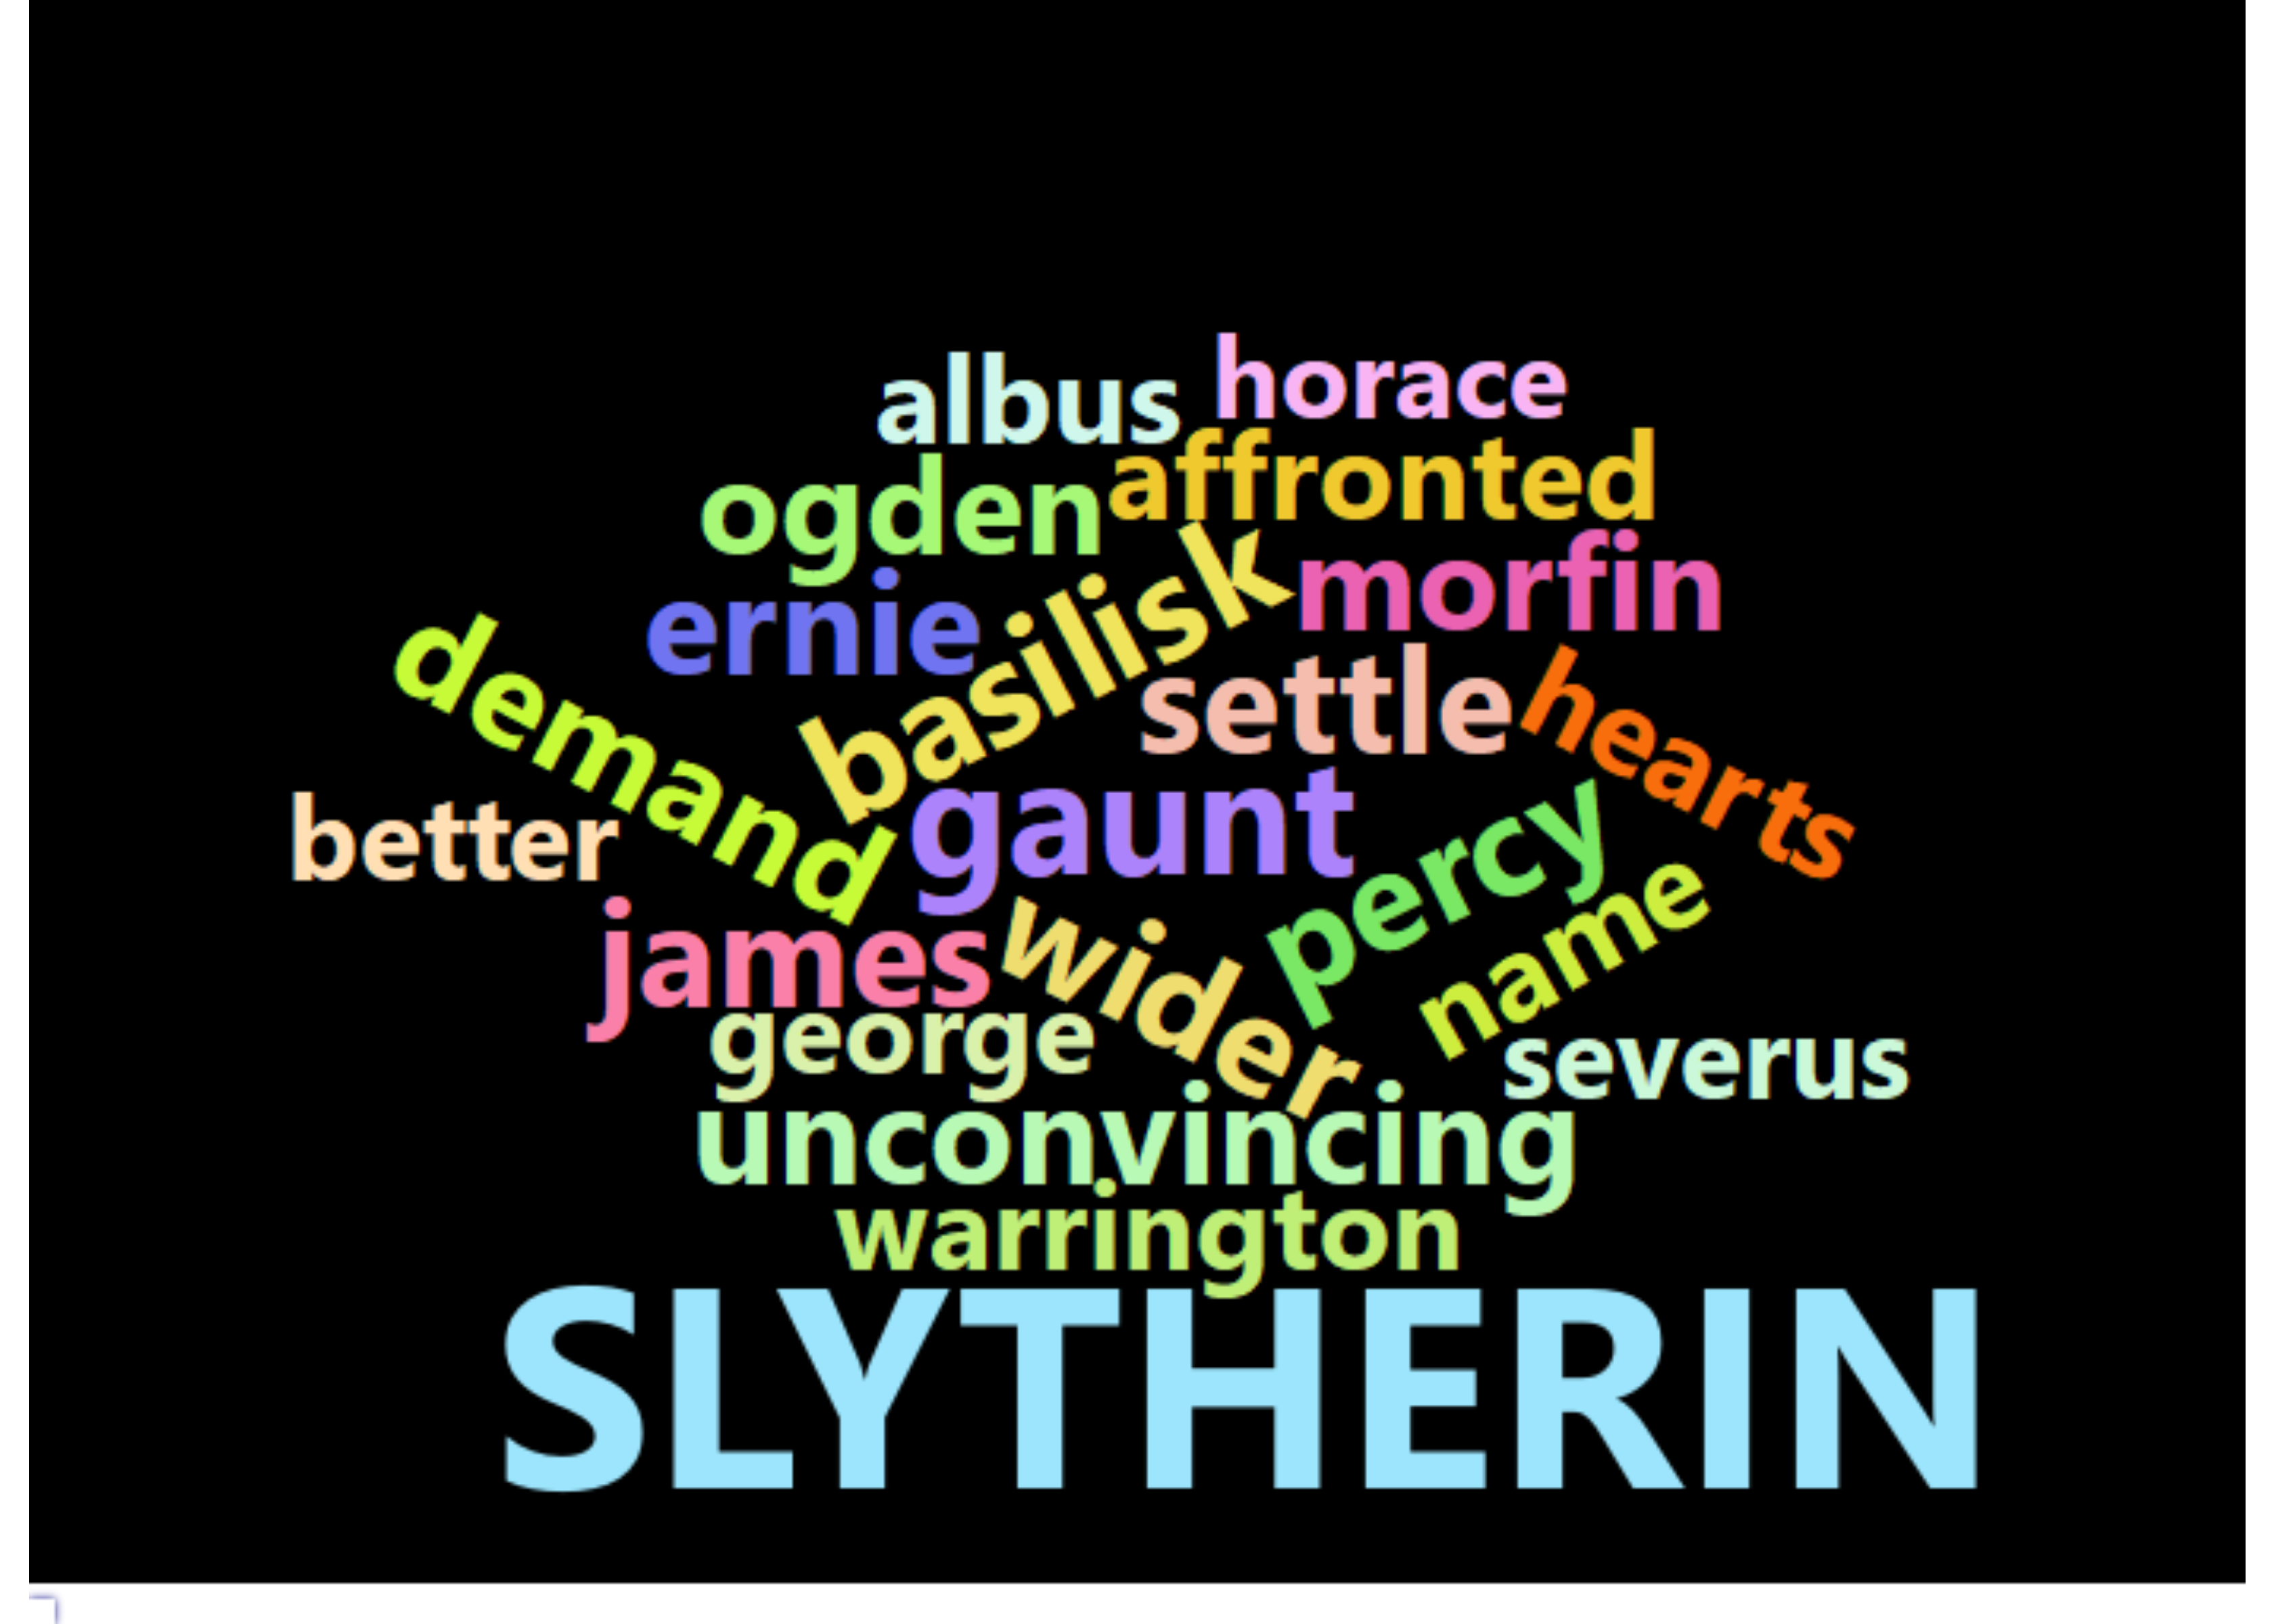 albus horace
ogden affronted
basilisk morfin
ernie
demand settle hearts
better gaunt percy
james wider name
george severus
unconvincing
warrington
SLYTHERIN